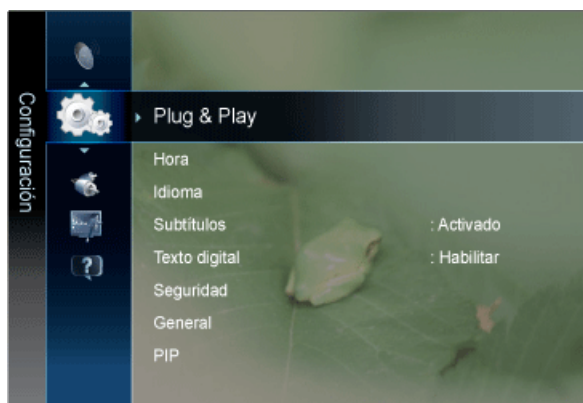 Configuración
Plug & Play
Hora
Idioma
Subtítulos : Activado
Texto digital : Habilitar
Seguridad
General
PIP
?